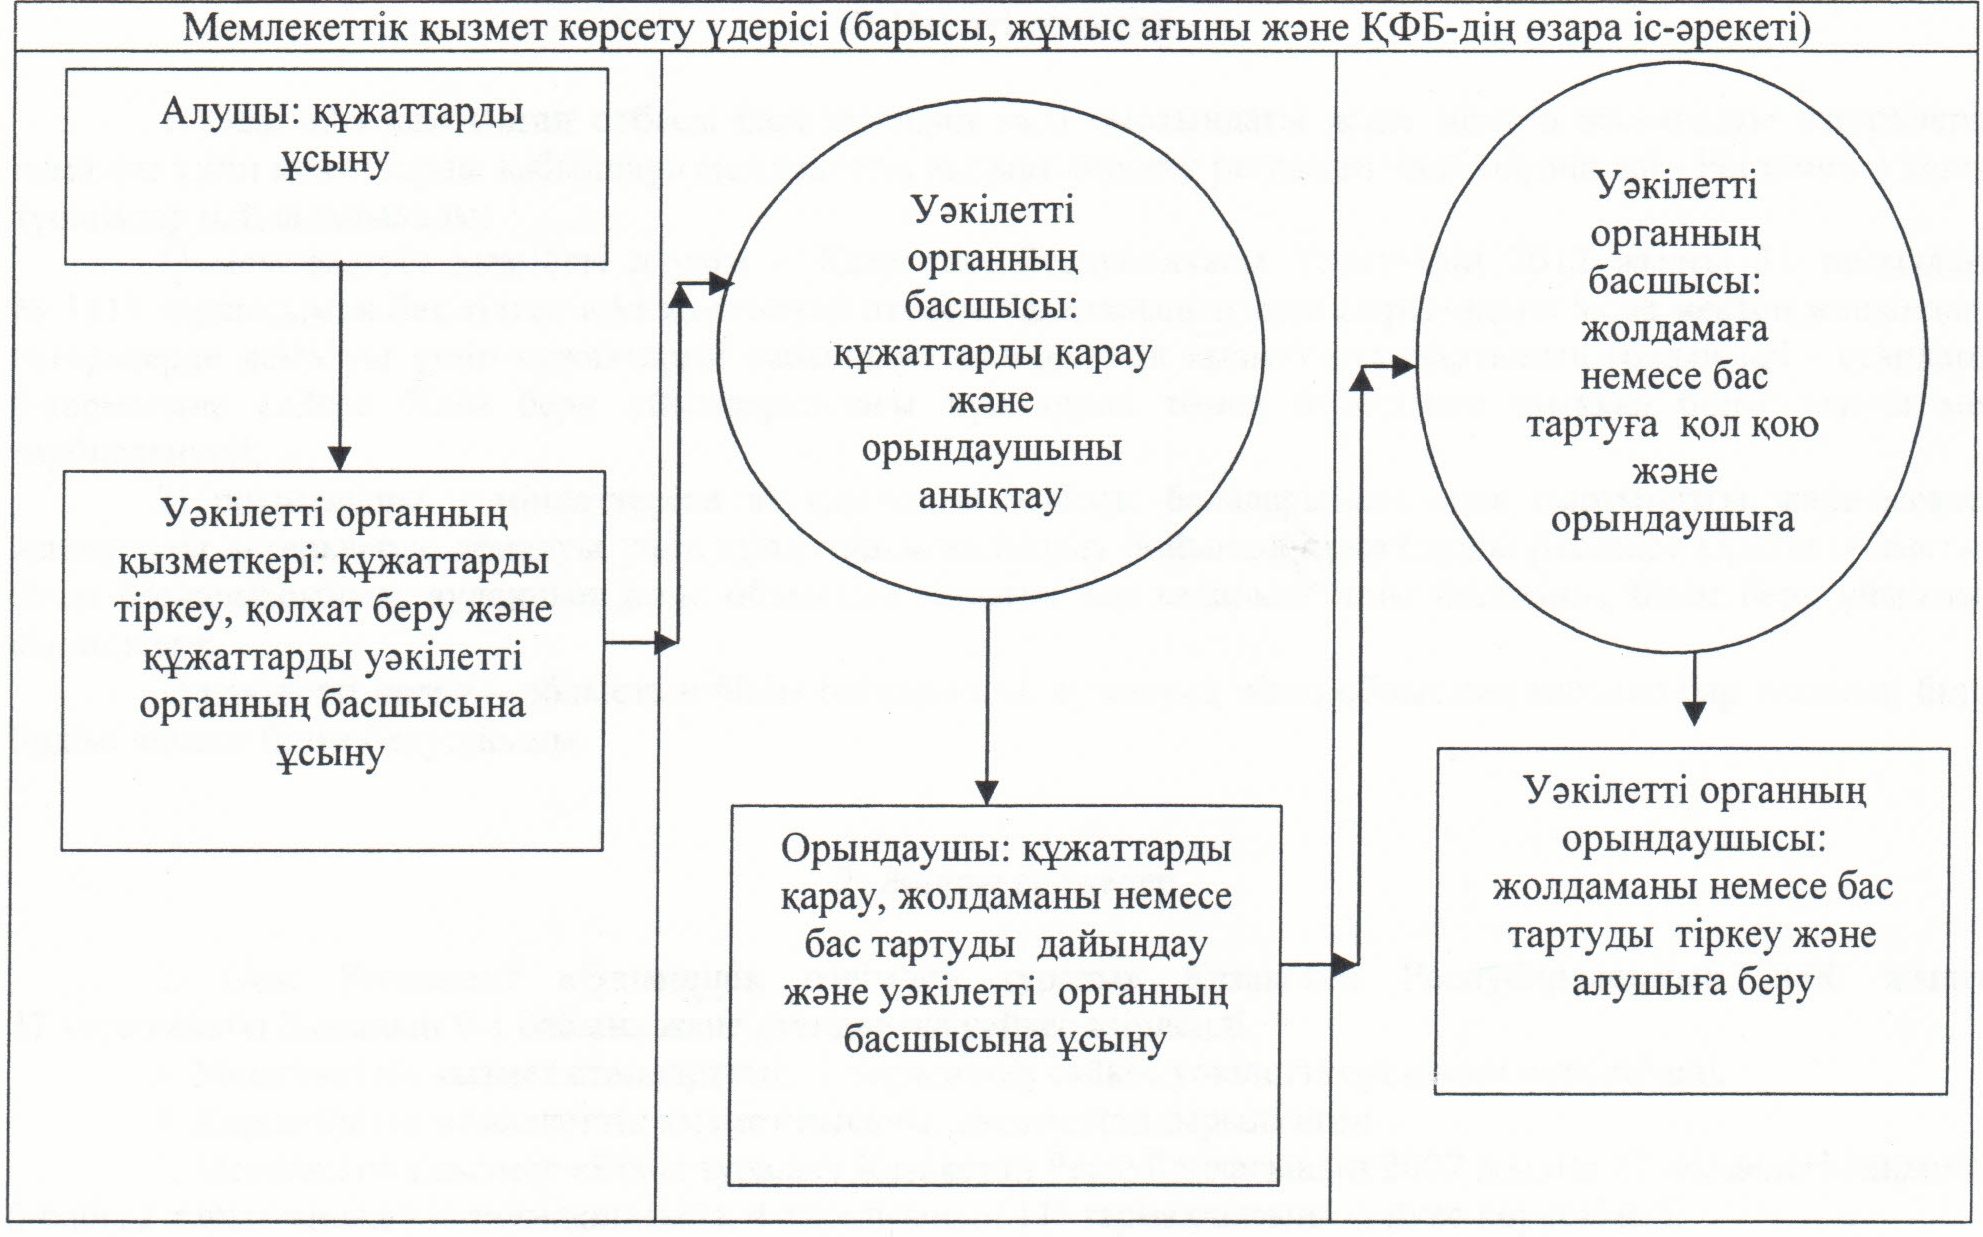 Мемлекеттік қызмет көрсету үдерісі (барысы, жұмыс ағыны және ҚФБ-дің өзара іс-әрекеті)
Алушы: құжаттарды
ұсыну
Уәкілетті органның
қызметкері: құжаттарды
тіркеу, қолхат беру және
құжаттарды уәкілетті
органның басшысына
ұсыну
Уәкілетті
органның
басшысы:
құжаттарды қарау
және
орындаушыны
анықтау
Орындаушы: құжаттарды
қарау, жолдаманы немесе
бас тартуды дайындау
және уәкілетті органның
басшысына ұсыну
Уәкілетті
органның
басшысы:
жолдамаға
немесе бас
тартуға қол қою
және
орындаушыға
Уәкілетті органның
орындаушысы:
жолдаманы немесе бас
тартуды тіркеу және
алушыға беру